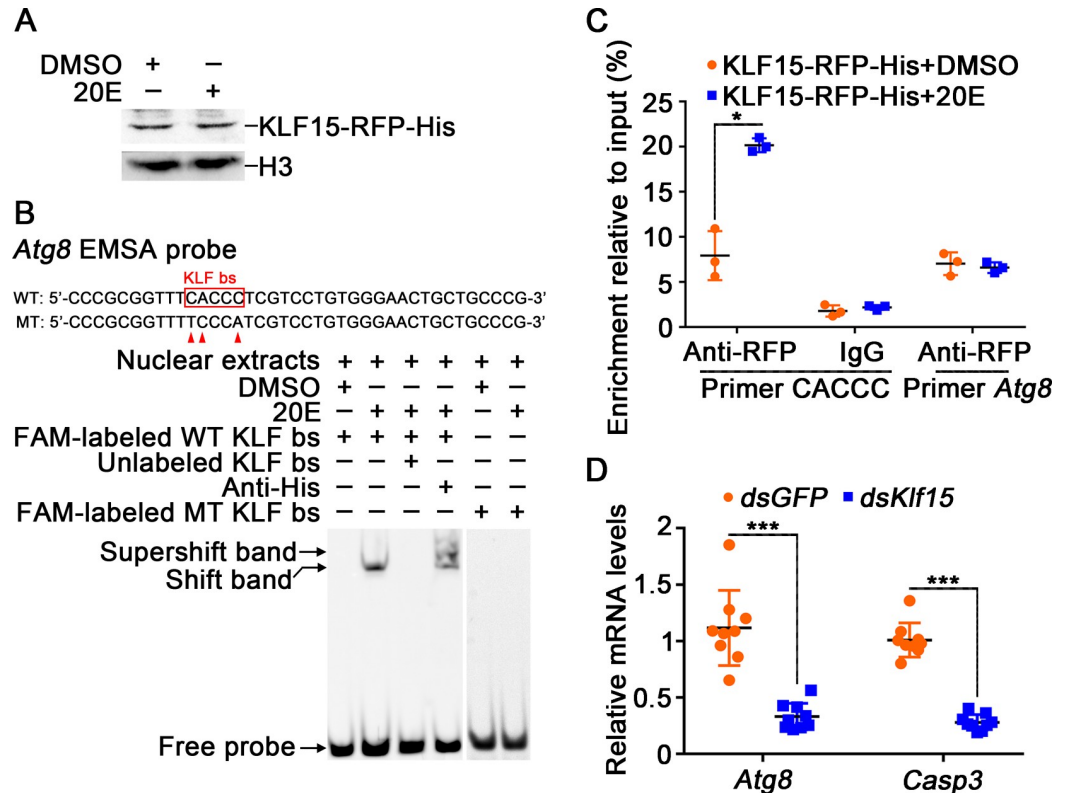 A
DMSO + −
20E − +
KLF15-RFP-His
H3
B
Atg8 EMSA probe
KLF bs
WT: 5'-CCCGCGGTTTCACCCTCGTCCTGTGGGAACTGCTGCCCG-3'
MT: 5'-CCCGCGGTTTTCCCATCGTCCTGTGGGAACTGCTGCCCG-3'
Nuclear extracts + + + + + +
DMSO + − − − + −
20E − + + + − +
FAM-labeled WT KLF bs + + + + − −
Unlabeled KLF bs − − + − − −
Anti-His − − − + − −
FAM-labeled MT KLF bs − − − − + +
Supershift band
Shift band
Free probe
C
KLF15-RFP-His+DMSO
KLF15-RFP-His+20E
Enrichment relative to input (%)
25
20
15
10
5
0
*
Anti-RFP IgG Anti-RFP
Primer CACCC Primer Atg8
D
dsGFP dsKlf15
Relative mRNA levels
2
1.5
1
0.5
0
***
***
Atg8 Casp3